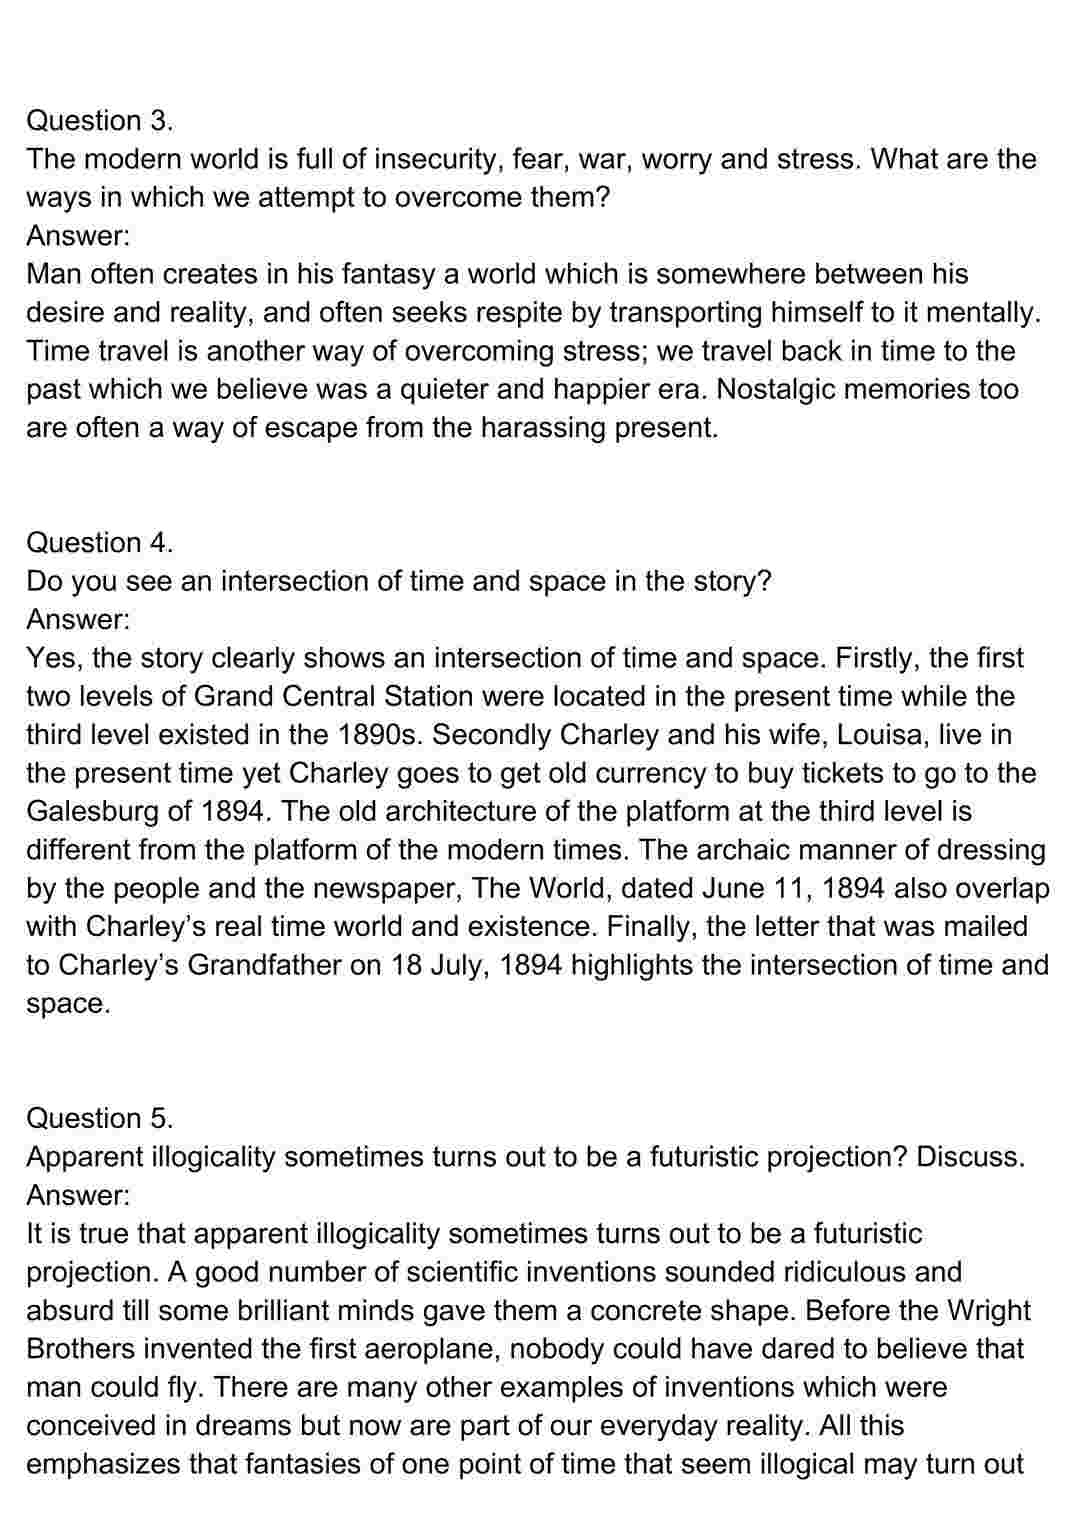 Question 3.
The modern world is full of insecurity, fear, war, worry and stress. What are the
ways in which we attempt to overcome them?
Answer:
Man often creates in his fantasy a world which is somewhere between his
desire and reality, and often seeks respite by transporting himself to it mentally.
Time travel is another way of overcoming stress; we travel back in time to the
past which we believe was a quieter and happier era. Nostalgic memories too
are often a way of escape from the harassing present.
Question 4.
Do you see an intersection of time and space in the story?
Answer:
Yes, the story clearly shows an intersection of time and space. Firstly, the first
two levels of Grand Central Station were located in the present time while the
third level existed in the 1890s. Secondly Charley and his wife, Louisa, live in
the present time yet Charley goes to get old currency to buy tickets to go to the
Galesburg of 1894. The old architecture of the platform at the third level is
different from the platform of the modern times. The archaic manner of dressing
by the people and the newspaper, The World, dated June 11, 1894 also overlap
with Charley’s real time world and existence. Finally, the letter that was mailed
to Charley’s Grandfather on 18 July, 1894 highlights the intersection of time and
space.
Question 5.
Apparent illogicality sometimes turns out to be a futuristic projection? Discuss.
Answer:
It is true that apparent illogicality sometimes turns out to be a futuristic
projection. A good number of scientific inventions sounded ridiculous and
absurd till some brilliant minds gave them a concrete shape. Before the Wright
Brothers invented the first aeroplane, nobody could have dared to believe that
man could fly. There are many other examples of inventions which were
conceived in dreams but now are part of our everyday reality. All this
emphasizes that fantasies of one point of time that seem illogical may turn out